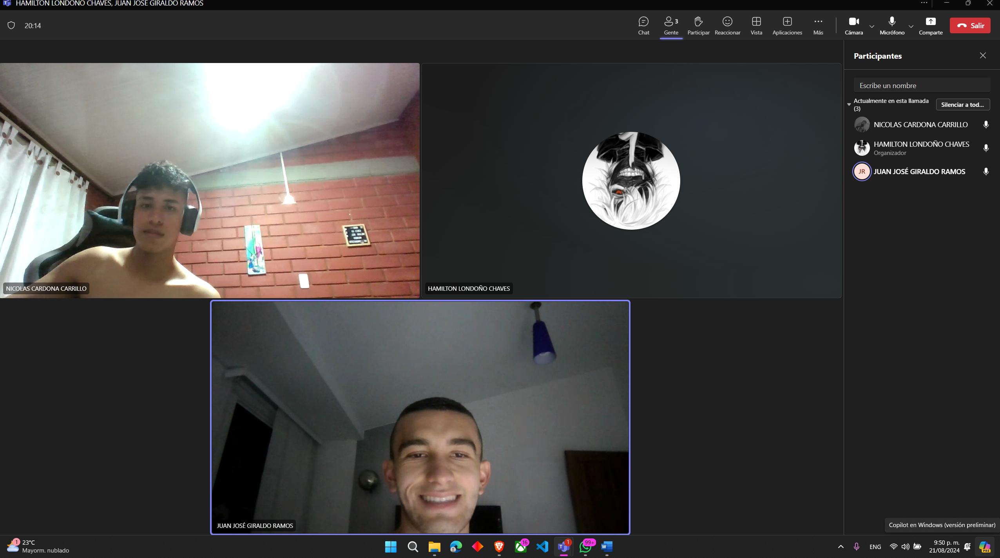 HAMILTON LONDOÑO CHAVES, JUAN JOSÉ GIRALDO RAMOS
20:14
Chat
3
Gente
Participar
Reaccionar
Vista
Aplicaciones
Más
Cámara
Micrófono
Comparte
Salir
NICOLAS CARDONA CARRILLO
HAMILTON LONDOÑO CHAVES
JUAN JOSÉ GIRALDO RAMOS
Participantes
Escribe un nombre
Actualmente en esta llamada
(3)
Silenciar a tod...
NICOLAS CARDONA CARRILLO
HAMILTON LONDOÑO CHAVES
Organizador
JR
JUAN JOSÉ GIRALDO RAMOS
Copilot en Windows (versión preliminar)
1
23°C
Mayorm. nublado
16
1
99+
ENG
9:50 p. m.
21/08/2024
PRE